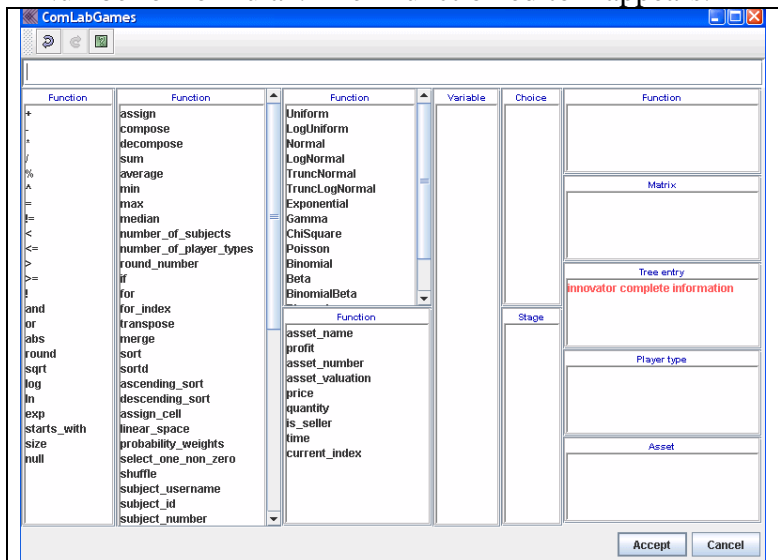 ComLabGames
Function
+
-
*
/
%
^
=
!=
<
<=
>
>=
!
and
or
abs
round
sqrt
log
ln
exp
starts_with
size
null
Function
assign
compose
decompose
sum
average
min
max
median
number_of_subjects
number_of_player_types
round_number
if
for
for_index
transpose
merge
sort
sortd
ascending_sort
descending_sort
assign_cell
linear_space
probability_weights
select_one_non_zero
shuffle
subject_username
subject_id
subject_number
Function
Uniform
LogUniform
Normal
LogNormal
TruncNormal
TruncLogNormal
Exponential
Gamma
ChiSquare
Poisson
Binomial
Beta
BinomialBeta
Function
asset_name
profit
asset_number
asset_valuation
price
quantity
is_seller
time
current_index
Variable
Choice
Stage
Function
Matrix
Tree entry
innovator complete information
Player type
Asset
Accept
Cancel